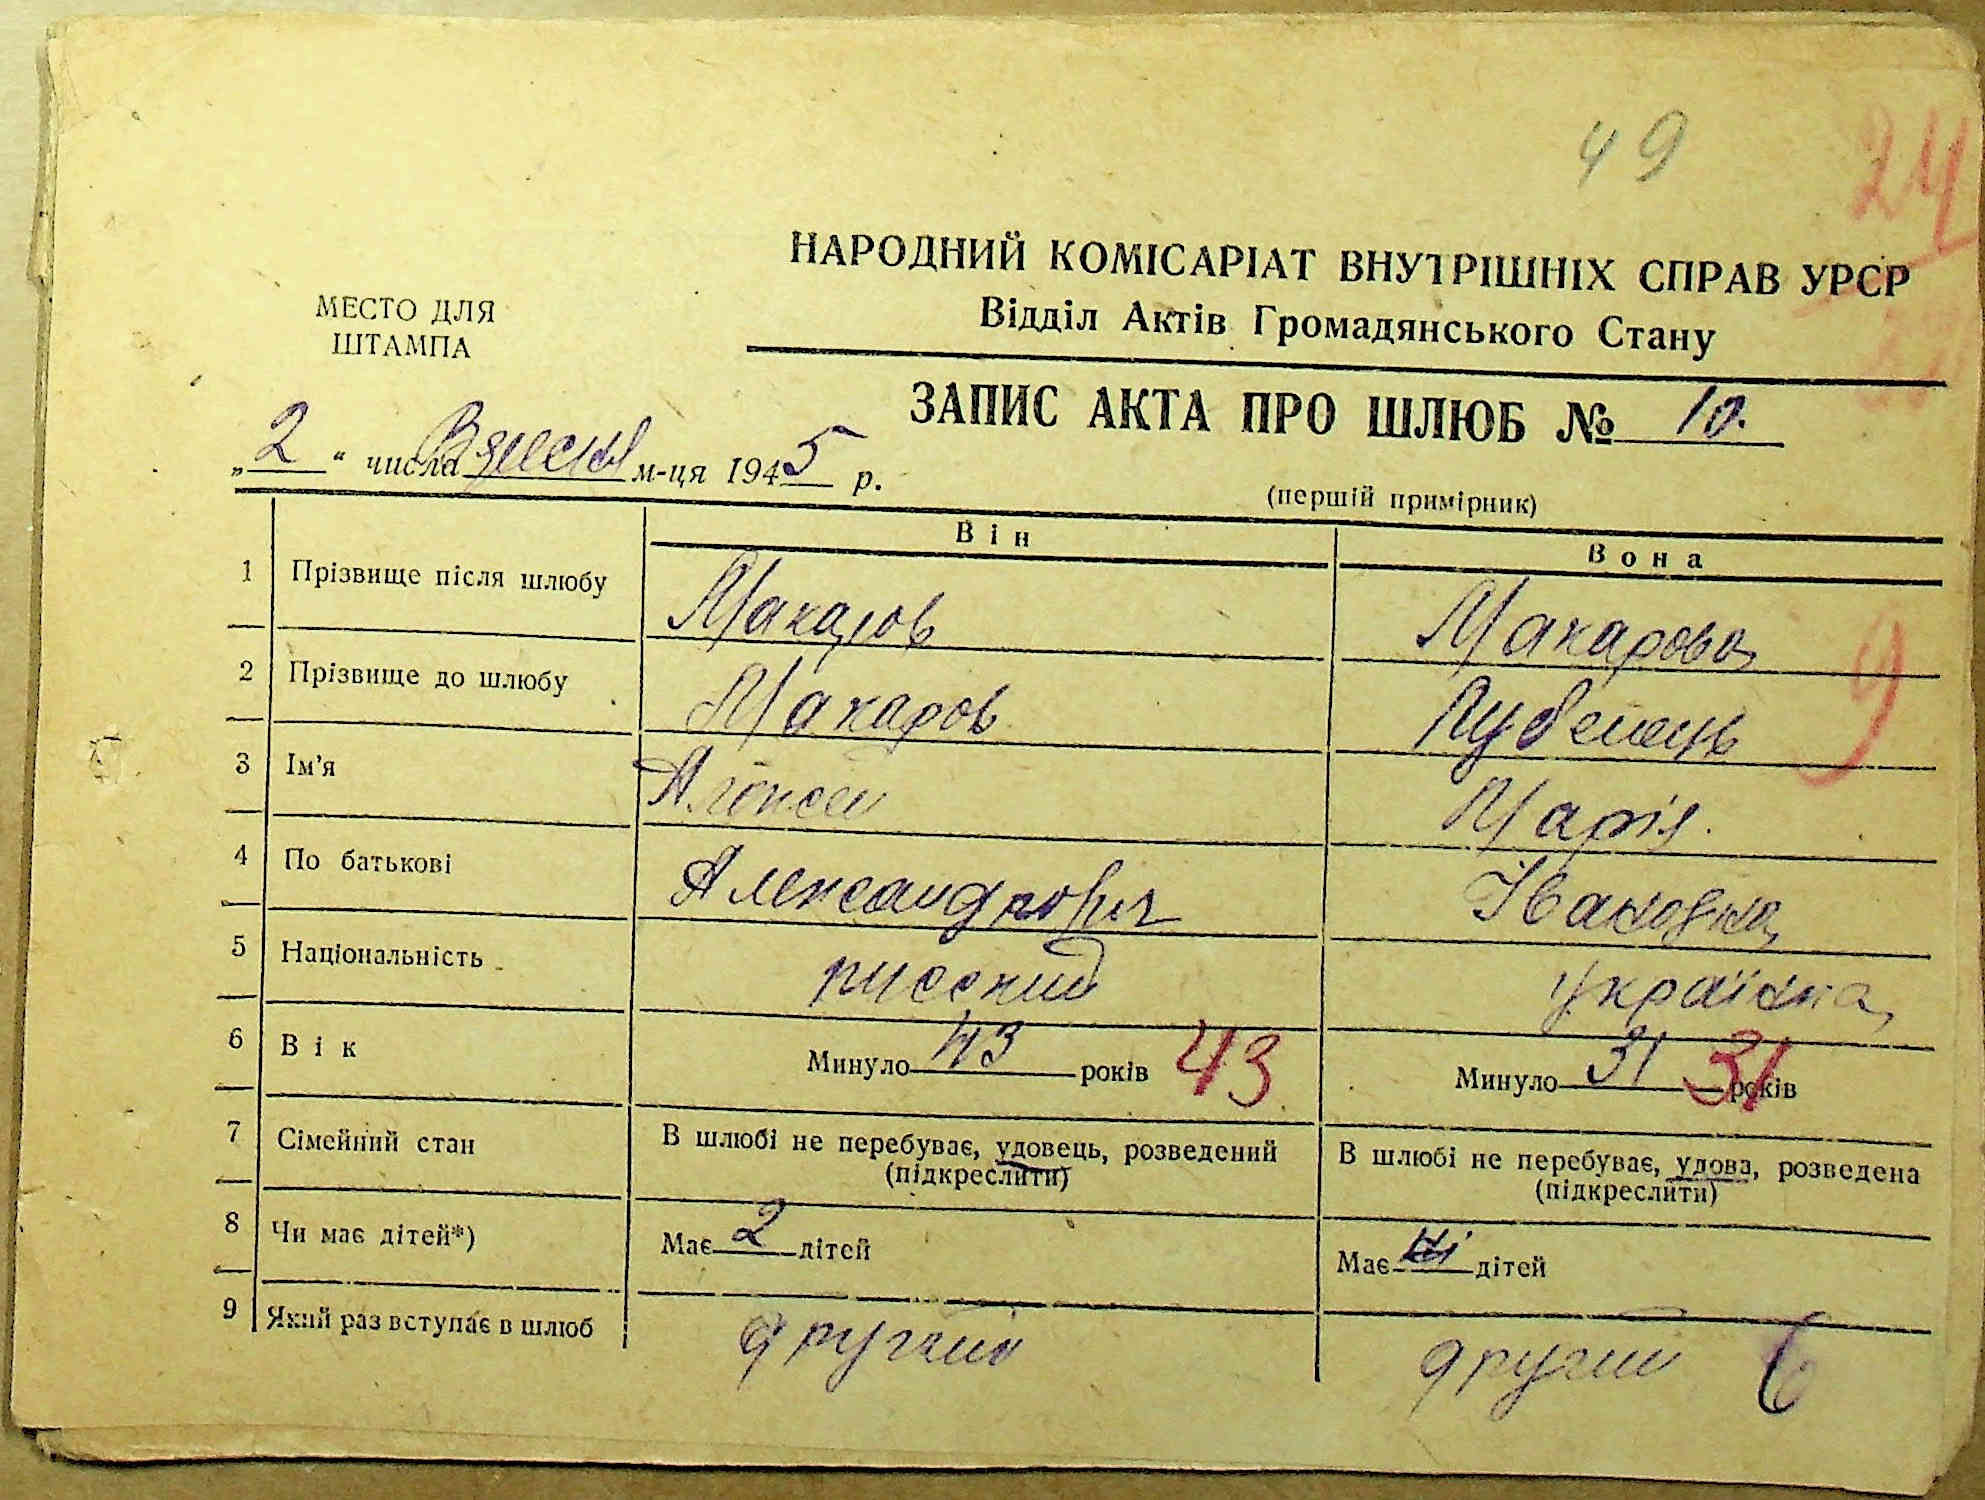 49
24
НАРОДНИЙ КОМІСАРІАТ ВНУТРІШНІХ СПРАВ УРСР
Відділ Актів Громадянського Стану
МЕСТО ДЛЯ
ШТАМПА
ЗАПИС АКТА ПРО ШЛЮБ № 10.
„2“ числа м-ця 1945 р.
(першій примірник)
Він Вона
1 Прізвище після шлюбу Макаров Макарова
2 Прізвище до шлюбу Макаров
9
3 Ім'я Алексей Марія.
4 По батькові Александрович Івановна
5 Національність русский українка
6 Вік Минуло 43 років 43 Минуло 31 років 31
7 Сімейний стан В шлюбі не перебуває, удовець, розведений (підкреслити) В шлюбі не перебуває, удова, розведена (підкреслити)
8 Чи має дітей*) Має 2 дітей Має ні дітей
9 Який раз вступає в шлюб другий другий